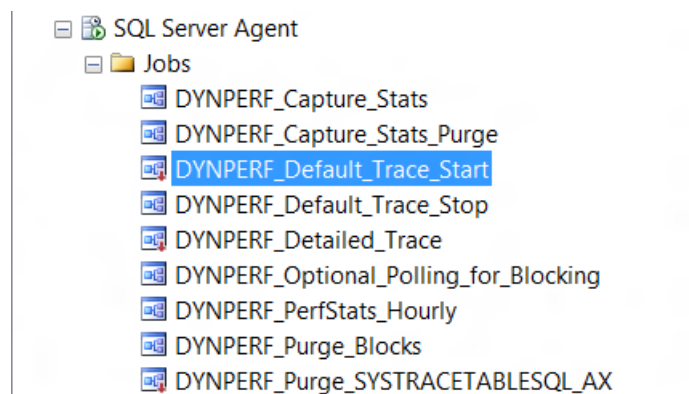 SQL Server Agent
Jobs
DYNPERF_Capture_Stats
DYNPERF_Capture_Stats_Purge
DYNPERF_Default_Trace_Start
DYNPERF_Default_Trace_Stop
DYNPERF_Detailed_Trace
DYNPERF_Optional_Polling_for_Blocking
DYNPERF_PerfStats_Hourly
DYNPERF_Purge_Blocks
DYNPERF_Purge_SYSTRACETABLESQL_AX